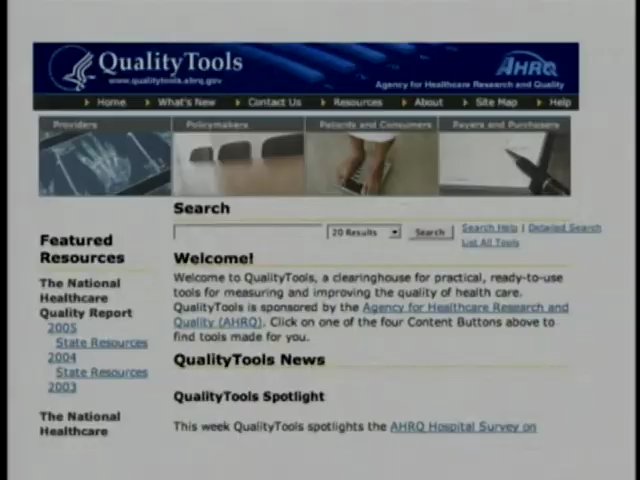 QualityTools
www.qualitytools.ahrq.gov
AHRQ
Agency for Healthcare Research and Quality
Home What's New Contact Us Resources About Site Map Help
Providers Policymakers Patients and Consumers Payers and Purchasers
Search
20 Results Search Search Help | Detailed Search
List All Tools
Featured
Resources
The National
Healthcare
Quality Report
2005
State Resources
2004
State Resources
2003
The National
Healthcare
Welcome!
Welcome to QualityTools, a clearinghouse for practical, ready-to-use
tools for measuring and improving the quality of health care.
QualityTools is sponsored by the Agency for Healthcare Research and
Quality (AHRQ). Click on one of the four Content Buttons above to
find tools made for you.
QualityTools News
QualityTools Spotlight
This week QualityTools spotlights the AHRQ Hospital Survey on